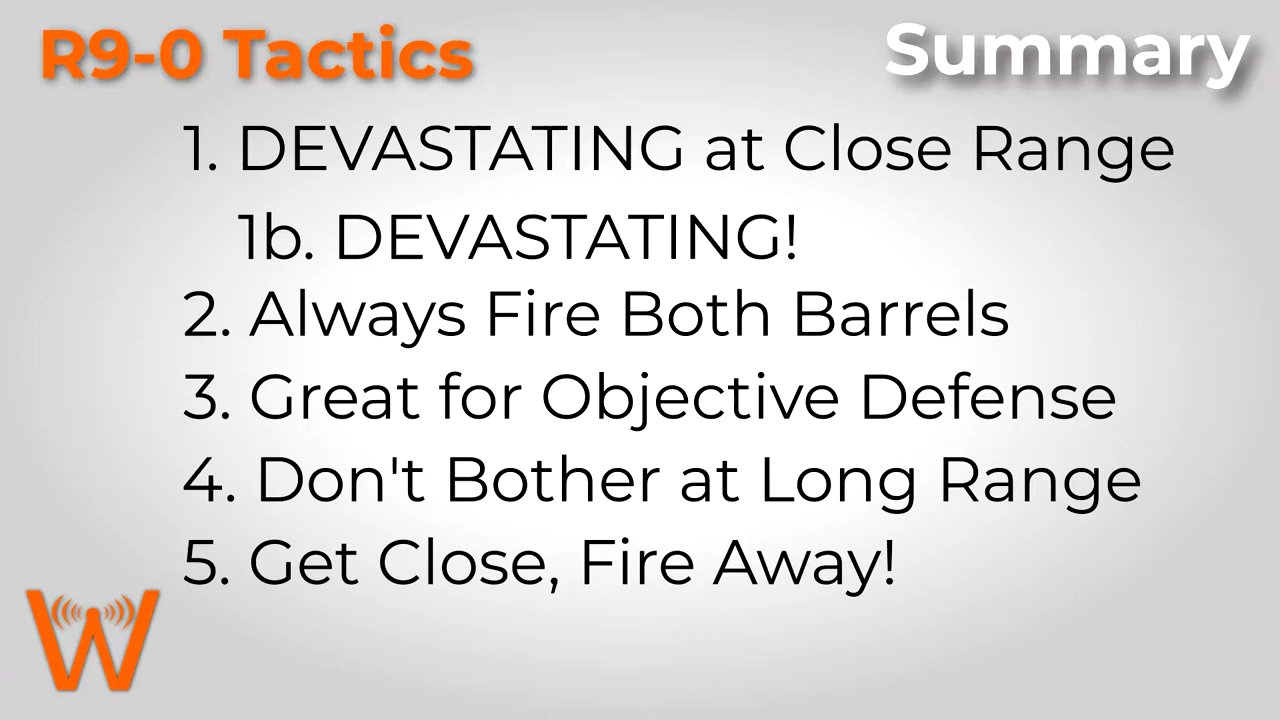 R9-0 Tactics
Summary
1. DEVASTATING at Close Range
1b. DEVASTATING!
2. Always Fire Both Barrels
3. Great for Objective Defense
4. Don't Bother at Long Range
5. Get Close, Fire Away!
W